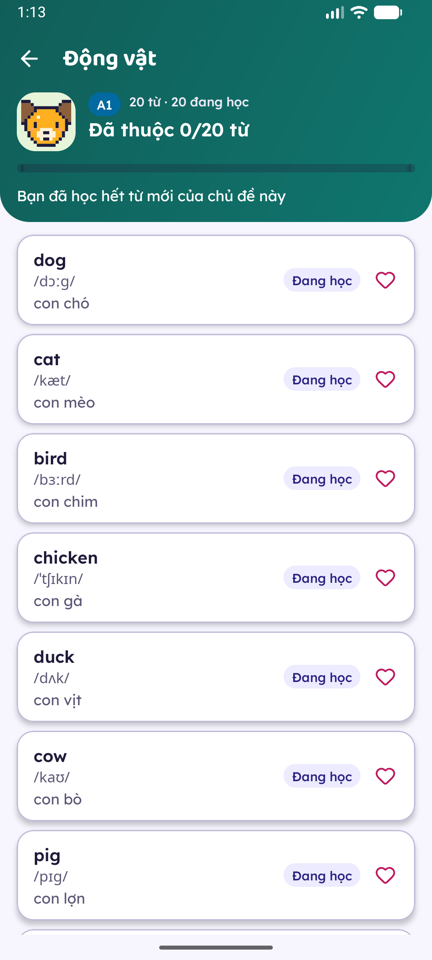 1:13
Động vật
A1 20 từ · 20 đang học
Đã thuộc 0/20 từ
Bạn đã học hết từ mới của chủ đề này
dog
/dɔːg/
con chó
Đang học
cat
/kæt/
con mèo
Đang học
bird
/bɜːrd/
con chim
Đang học
chicken
/ˈtʃɪkɪn/
con gà
Đang học
duck
/dʌk/
con vịt
Đang học
cow
/kaʊ/
con bò
Đang học
pig
/pɪg/
con lợn
Đang học